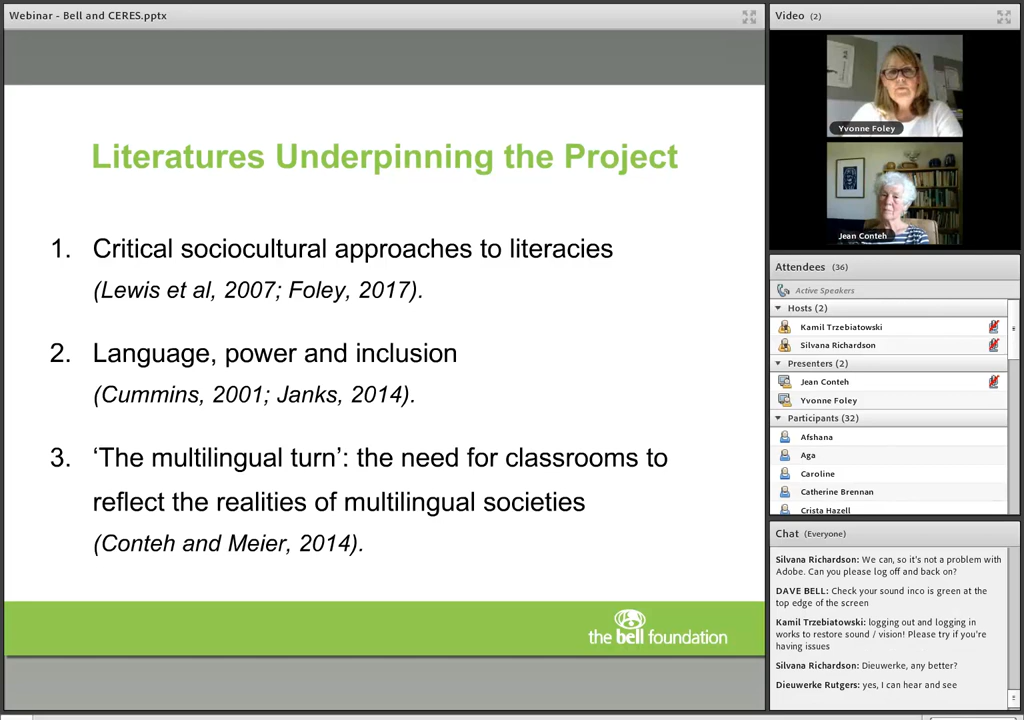 Webinar - Bell and CERES.pptx
Literatures Underpinning the Project
1. Critical sociocultural approaches to literacies
(Lewis et al, 2007; Foley, 2017).
2. Language, power and inclusion
(Cummins, 2001; Janks, 2014).
3. ‘The multilingual turn’: the need for classrooms to
reflect the realities of multilingual societies
(Conteh and Meier, 2014).
the bell foundation
Video (2)
Yvonne Foley
Jean Conteh
Attendees (36)
Active Speakers
Hosts (2)
Kamil Trzebiatowski
Silvana Richardson
Presenters (2)
Jean Conteh
Yvonne Foley
Participants (32)
Afshana
Aga
Caroline
Catherine Brennan
Crista Hazell
Chat (Everyone)
Silvana Richardson: We can, so it's not a problem with
Adobe. Can you please log off and back on?
DAVE BELL: Check your sound inco is green at the
top edge of the screen
Kamil Trzebiatowski: logging out and logging in
works to restore sound / vision! Please try if you're
having issues
Silvana Richardson: Dieuwerke, any better?
Dieuwerke Rutgers: yes, I can hear and see